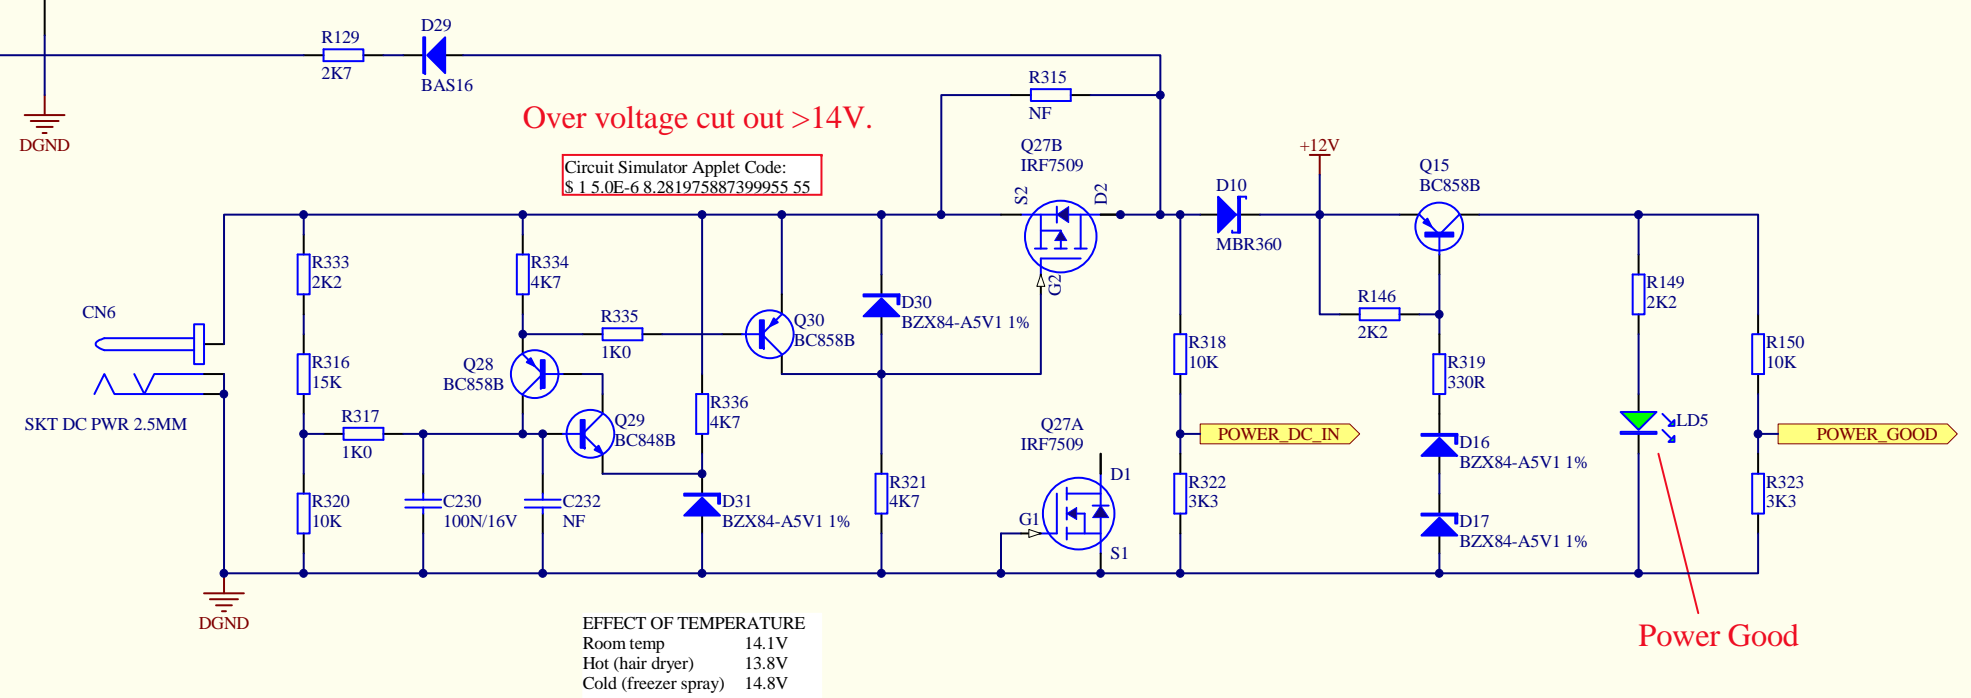 D29
R129
2K7
BAS16
DGND
Over voltage cut out >14V.
Circuit Simulator Applet Code:
$ 1 5.0E-6 8.281975887399955 55
R315
NF
Q27B
IRF7509
S2
D2
G2
+12V
D10
MBR360
Q15
BC858B
R333
2K2
R334
4K7
CN6
SKT DC PWR 2.5MM
R316
15K
R335
1K0
Q30
BC858B
D30
BZX84-A5V1 1%
Q28
BC858B
R317
1K0
Q29
BC848B
R336
4K7
R320
10K
C230
100N/16V
C232
NF
D31
BZX84-A5V1 1%
R321
4K7
Q27A
IRF7509
D1
G1
S1
R318
10K
POWER_DC_IN
R322
3K3
R146
2K2
R319
330R
D16
BZX84-A5V1 1%
D17
BZX84-A5V1 1%
R149
2K2
LD5
R150
10K
POWER_GOOD
R323
3K3
DGND
EFFECT OF TEMPERATURE
Room temp 14.1V
Hot (hair dryer) 13.8V
Cold (freezer spray) 14.8V
Power Good